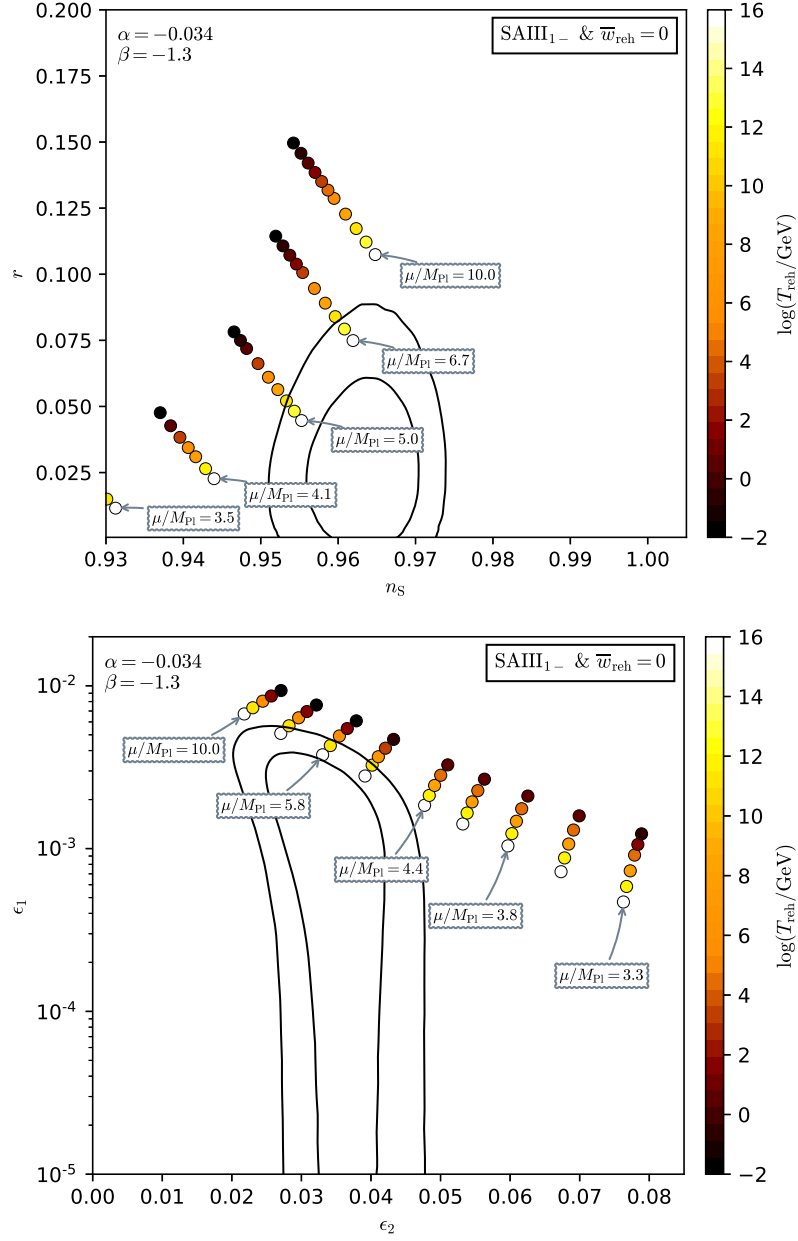 α = −0.034
β = −1.3
SAIII1− & w̅reh = 0
0.200
0.175
0.150
0.125
0.100
0.075
0.050
0.025
r
μ/MPl = 10.0
μ/MPl = 6.7
μ/MPl = 5.0
μ/MPl = 4.1
μ/MPl = 3.5
0.93 0.94 0.95 0.96 0.97 0.98 0.99 1.00
nS
16
14
12
10
8
6
4
2
0
−2
log(Treh/GeV)
α = −0.034
β = −1.3
SAIII1− & w̅reh = 0
10-2
10-3
10-4
10-5
ϵ1
μ/MPl = 10.0
μ/MPl = 5.8
μ/MPl = 4.4
μ/MPl = 3.8
μ/MPl = 3.3
0.00 0.01 0.02 0.03 0.04 0.05 0.06 0.07 0.08
ϵ2
16
14
12
10
8
6
4
2
0
−2
log(Treh/GeV)